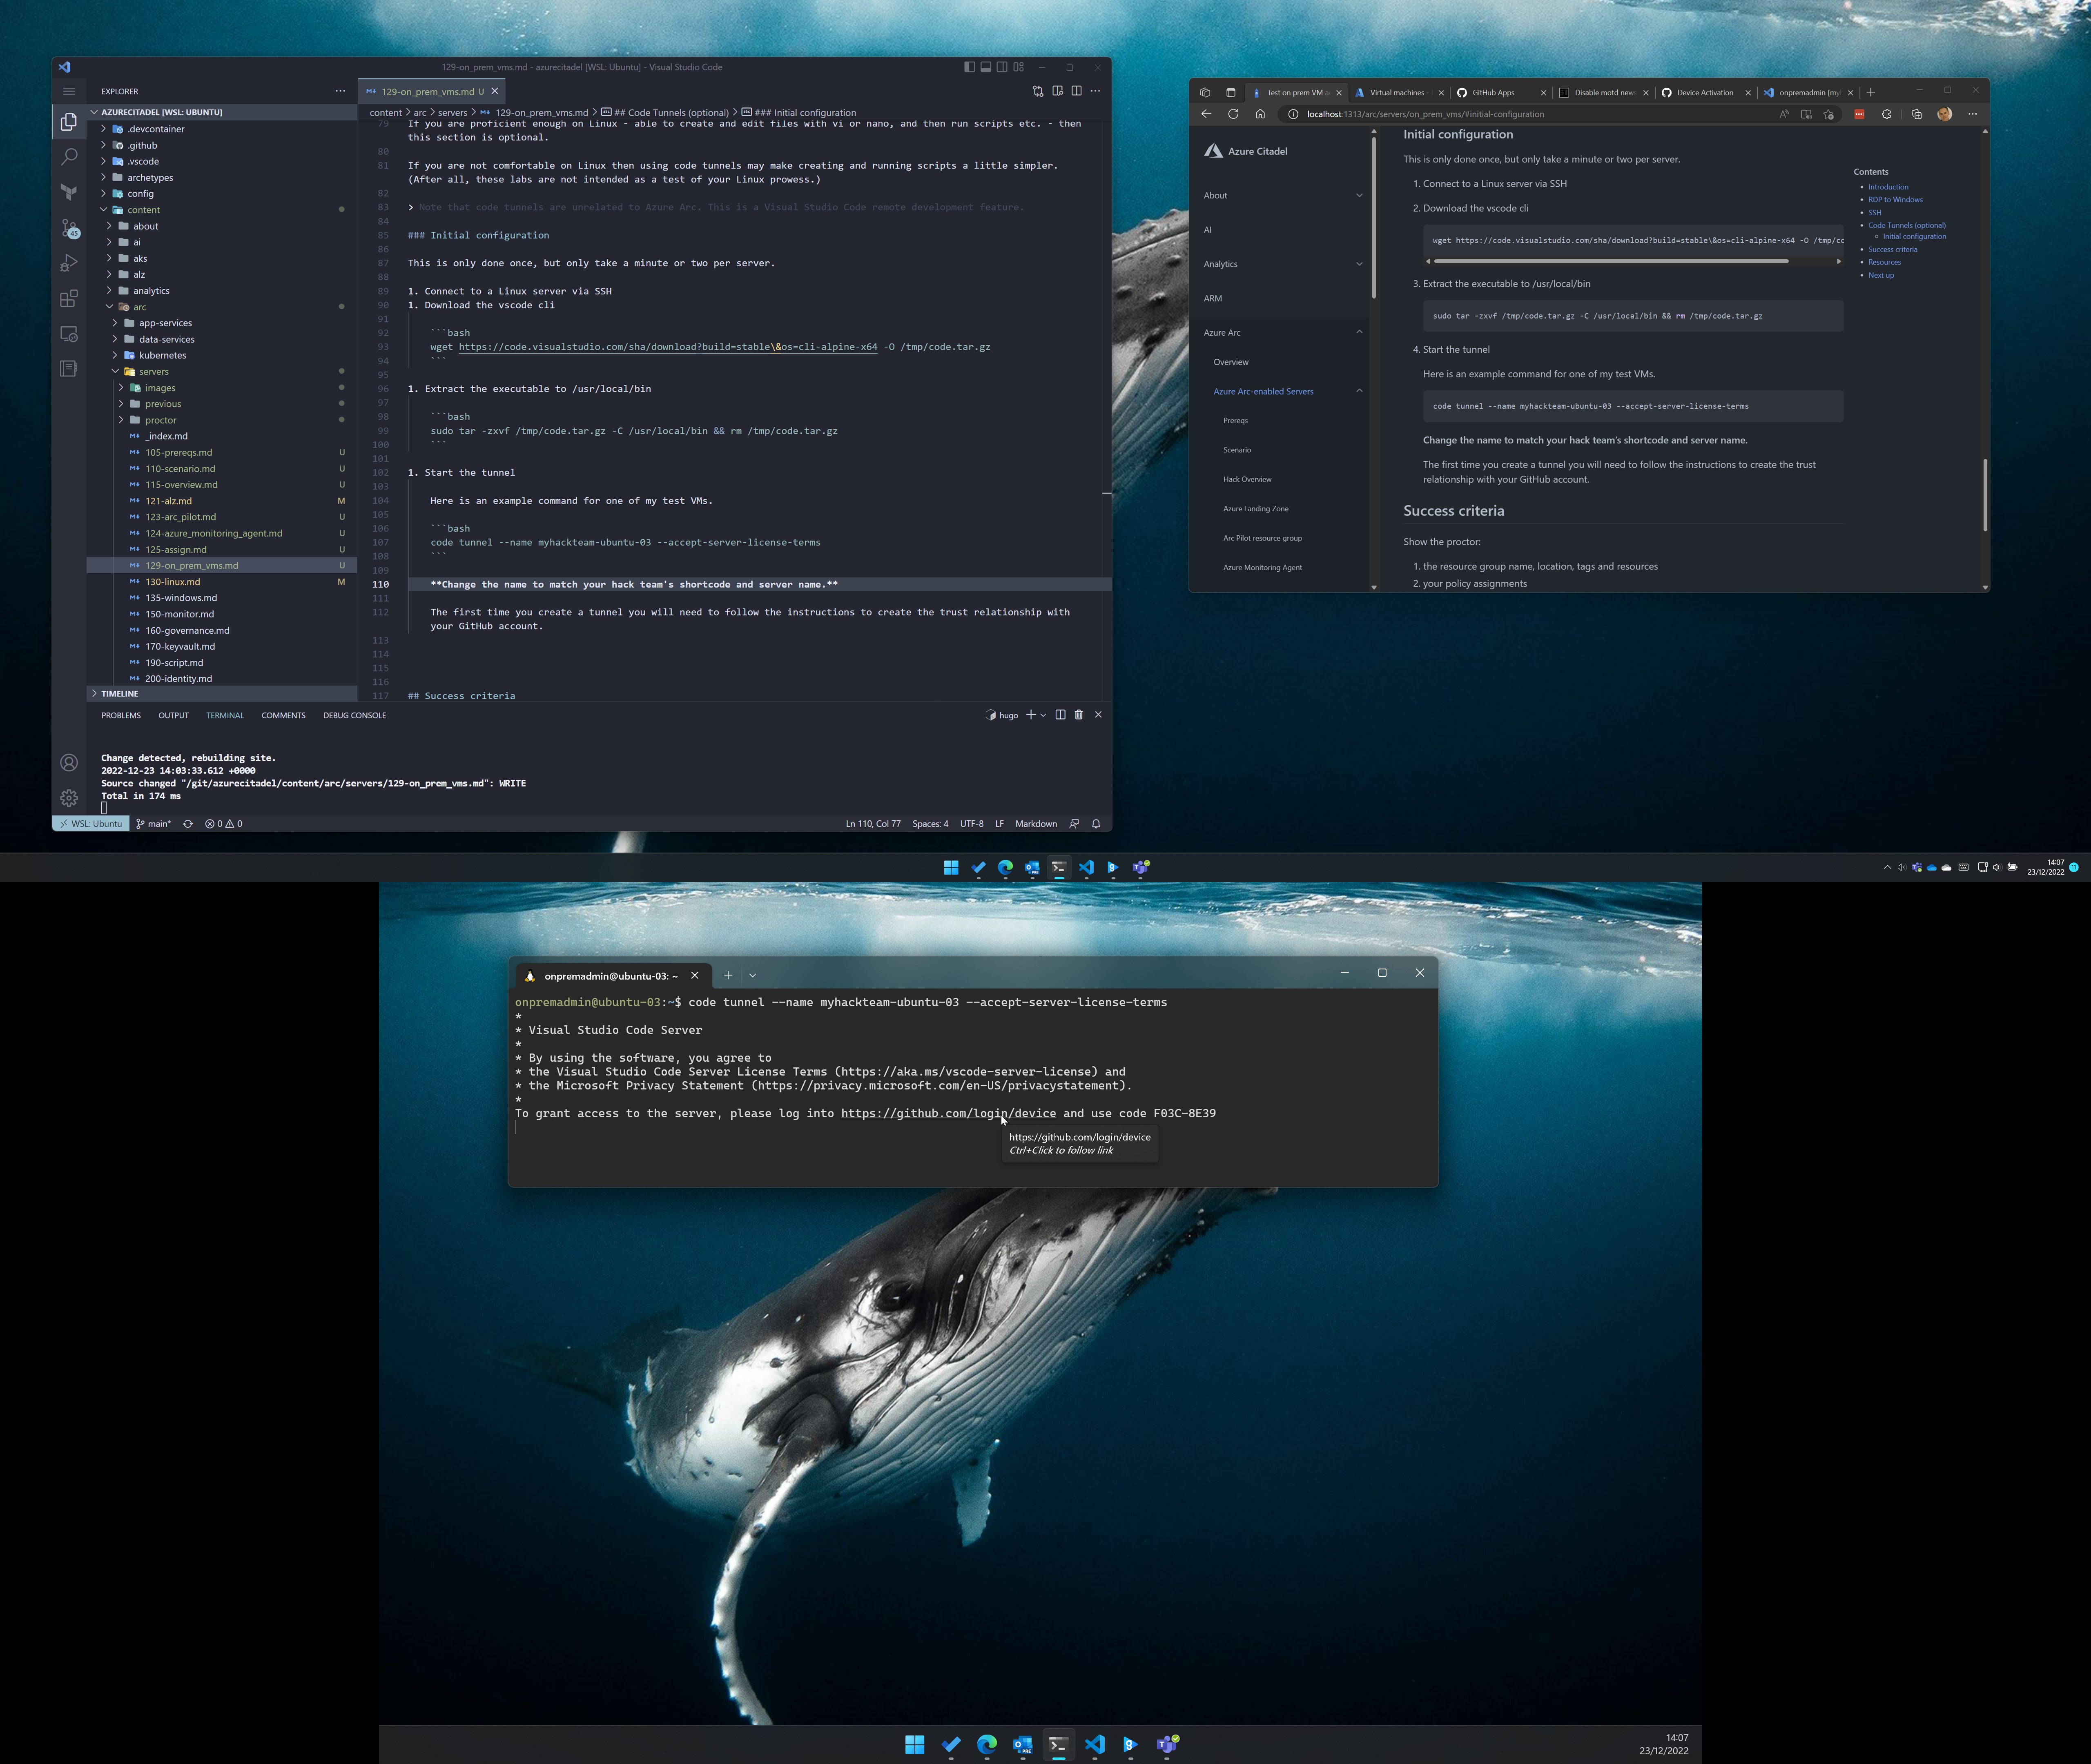 129-on_prem_vms.md - azurecitadel [WSL: Ubuntu] - Visual Studio Code
EXPLORER
AZURECITADEL [WSL: UBUNTU]
.devcontainer
.github
.vscode
archetypes
config
content
about
ai
aks
alz
analytics
arc
app-services
data-services
kubernetes
servers
images
previous
proctor
_index.md
105-prereqs.md U
110-scenario.md U
115-overview.md U
121-alz.md M
123-arc_pilot.md U
124-azure_monitoring_agent.md U
125-assign.md U
129-on_prem_vms.md U
130-linux.md M
135-windows.md
150-monitor.md
160-governance.md
170-keyvault.md
190-script.md
200-identity.md
TIMELINE
45
129-on_prem_vms.md U
content > arc > servers > 129-on_prem_vms.md > ## Code Tunnels (optional) > ### Initial configuration
79 If you are proficient enough on Linux - able to create and edit files with vi or nano, and then run scripts etc. - then
this section is optional.
80
81 If you are not comfortable on Linux then using code tunnels may make creating and running scripts a little simpler.
(After all, these labs are not intended as a test of your Linux prowess.)
82
83 > Note that code tunnels are unrelated to Azure Arc. This is a Visual Studio Code remote development feature.
84
85 ### Initial configuration
86
87 This is only done once, but only take a minute or two per server.
88
89 1. Connect to a Linux server via SSH
90 1. Download the vscode cli
91
92 ```bash
93 wget https://code.visualstudio.com/sha/download?build=stable\&os=cli-alpine-x64 -O /tmp/code.tar.gz
94 ```
95
96 1. Extract the executable to /usr/local/bin
97
98 ```bash
99 sudo tar -zxvf /tmp/code.tar.gz -C /usr/local/bin && rm /tmp/code.tar.gz
100 ```
101
102 1. Start the tunnel
103
104 Here is an example command for one of my test VMs.
105
106 ```bash
107 code tunnel --name myhackteam-ubuntu-03 --accept-server-license-terms
108 ```
109
110 **Change the name to match your hack team's shortcode and server name.**
111
112 The first time you create a tunnel you will need to follow the instructions to create the trust relationship with
your GitHub account.
113
114
115
116
117 ## Success criteria
PROBLEMS OUTPUT TERMINAL COMMENTS DEBUG CONSOLE
hugo
Change detected, rebuilding site.
2022-12-23 14:03:33.612 +0000
Source changed "/git/azurecitadel/content/arc/servers/129-on_prem_vms.md": WRITE
Total in 174 ms
WSL: Ubuntu main* 0 0 Ln 110, Col 77 Spaces: 4 UTF-8 LF Markdown
Test on prem VM a
Virtual machines -
GitHub Apps
Disable motd news
Device Activation
onpremadmin [my
localhost:1313/arc/servers/on_prem_vms/#initial-configuration
Azure Citadel
About
AI
Analytics
ARM
Azure Arc
Overview
Azure Arc-enabled Servers
Prereqs
Scenario
Hack Overview
Azure Landing Zone
Arc Pilot resource group
Azure Monitoring Agent
Initial configuration
This is only done once, but only take a minute or two per server.
1. Connect to a Linux server via SSH
2. Download the vscode cli
wget https://code.visualstudio.com/sha/download?build=stable\&os=cli-alpine-x64 -O /tmp/cc
3. Extract the executable to /usr/local/bin
sudo tar -zxvf /tmp/code.tar.gz -C /usr/local/bin && rm /tmp/code.tar.gz
4. Start the tunnel
Here is an example command for one of my test VMs.
code tunnel --name myhackteam-ubuntu-03 --accept-server-license-terms
Change the name to match your hack team's shortcode and server name.
The first time you create a tunnel you will need to follow the instructions to create the trust
relationship with your GitHub account.
Success criteria
Show the proctor:
1. the resource group name, location, tags and resources
2. your policy assignments
Contents
Introduction
RDP to Windows
SSH
Code Tunnels (optional)
Initial configuration
Success criteria
Resources
Next up
14:07
23/12/2022
11
onpremadmin@ubuntu-03: ~
onpremadmin@ubuntu-03:~$ code tunnel --name myhackteam-ubuntu-03 --accept-server-license-terms
*
* Visual Studio Code Server
*
* By using the software, you agree to
* the Visual Studio Code Server License Terms (https://aka.ms/vscode-server-license) and
* the Microsoft Privacy Statement (https://privacy.microsoft.com/en-US/privacystatement).
*
To grant access to the server, please log into https://github.com/login/device and use code F03C-8E39
https://github.com/login/device
Ctrl+Click to follow link
14:07
23/12/2022